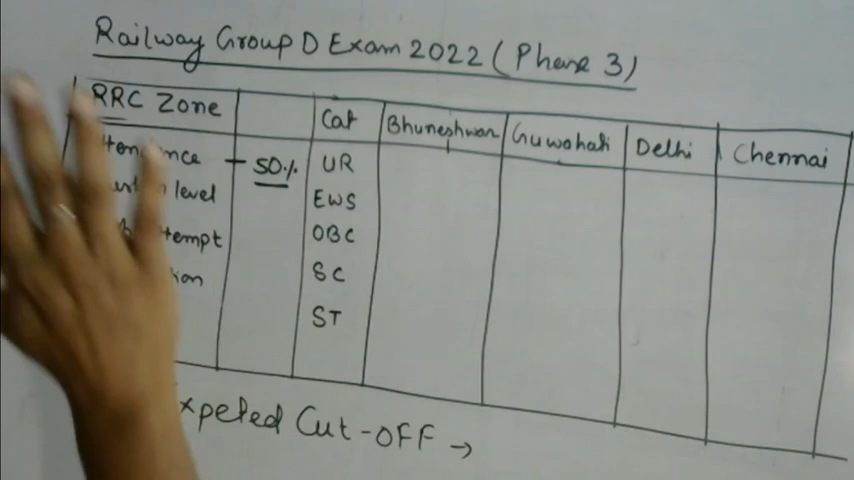 Railway Group D Exam 2022 (Phase 3)
RRC Zone Cat Bhuneshwar Guwahati Delhi Chennai
50% UR
level EWS
OBC
SC
ST
Cut-OFF →